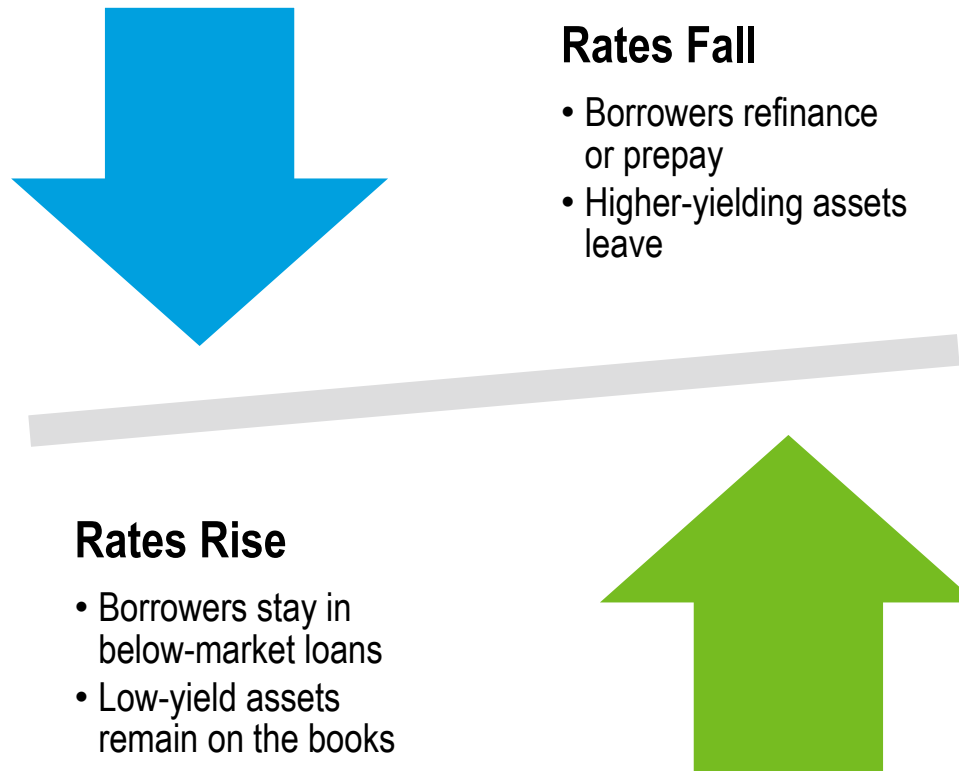 Rates Fall
• Borrowers refinance
or prepay
• Higher-yielding assets
leave
Rates Rise
• Borrowers stay in
below-market loans
• Low-yield assets
remain on the books